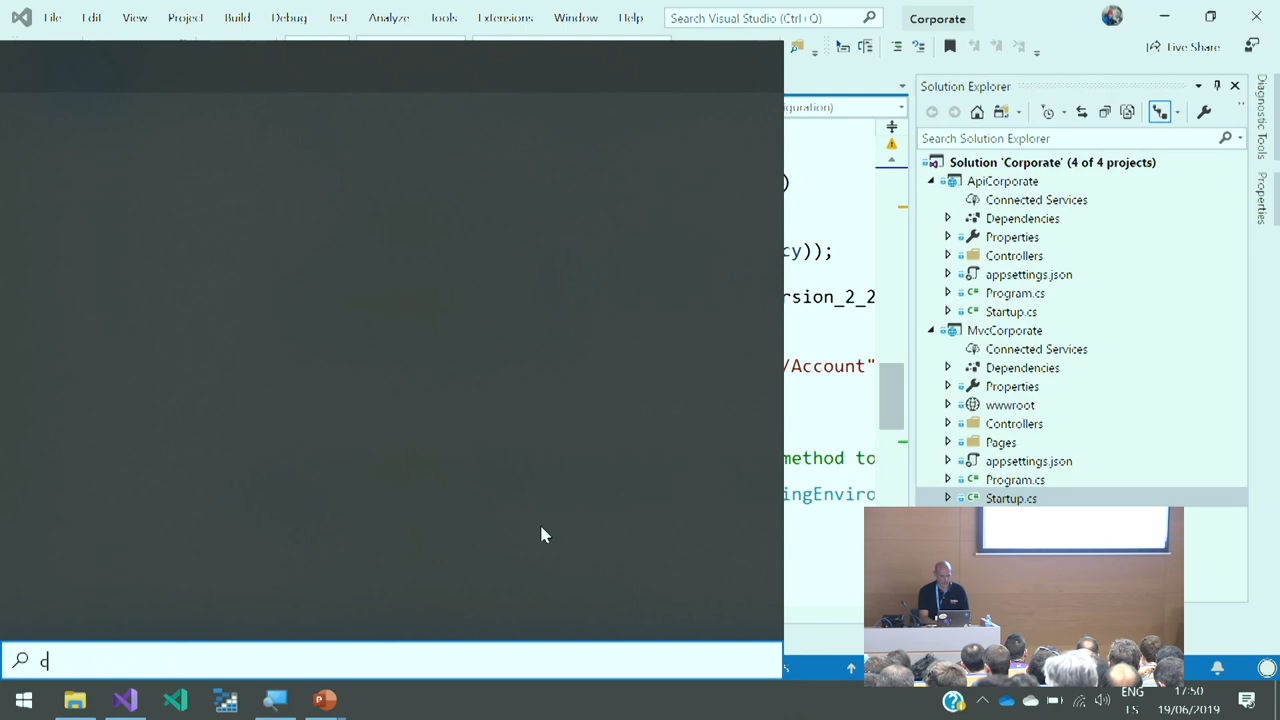 File Edit View Project Build Debug Test Analyze Tools Extensions Window Help Search Visual Studio (Ctrl+Q) Corporate
Live Share
iguration)
)
cy));
rsion_2_2
/Account"
method to
ingEnviro
Solution Explorer
Search Solution Explorer
Solution 'Corporate' (4 of 4 projects)
ApiCorporate
Connected Services
Dependencies
Properties
Controllers
appsettings.json
Program.cs
Startup.cs
MvcCorporate
Connected Services
Dependencies
Properties
wwwroot
Controllers
Pages
appsettings.json
Program.cs
Startup.cs
Diagnostic Tools
Properties
c
ENG
ES
17:50
19/06/2019